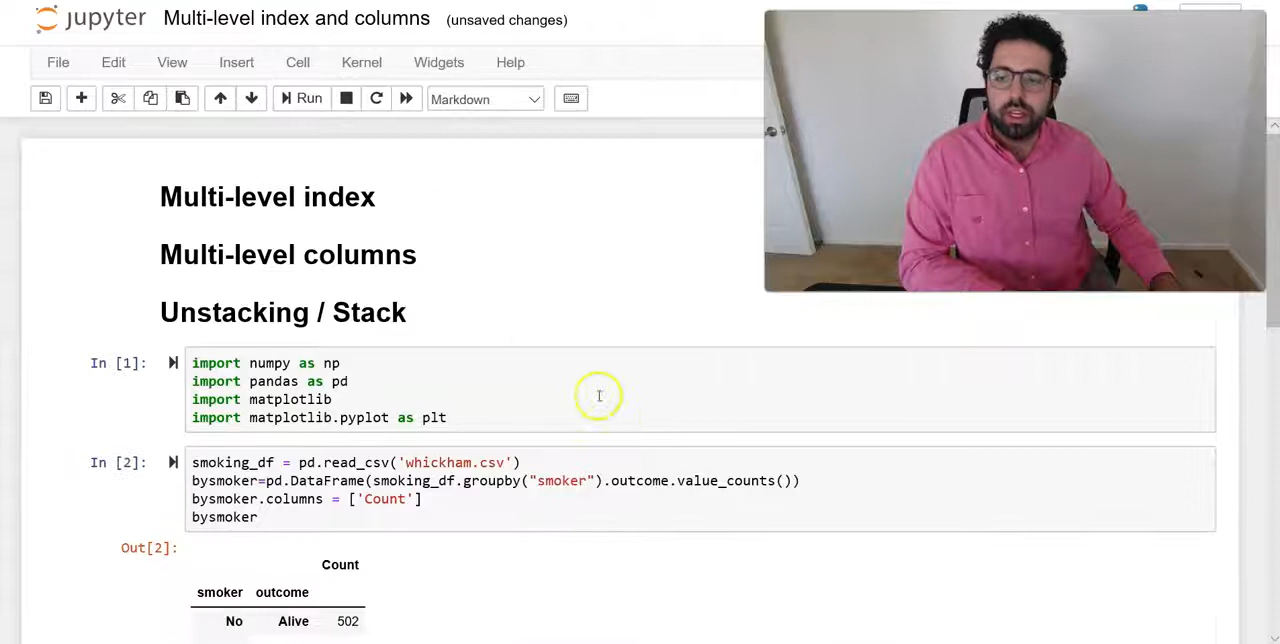 jupyter Multi-level index and columns (unsaved changes)
File Edit View Insert Cell Kernel Widgets Help
Run Markdown
Multi-level index
Multi-level columns
Unstacking / Stack
In [1]: import numpy as np
import pandas as pd
import matplotlib
import matplotlib.pyplot as plt
In [2]: smoking_df = pd.read_csv('whickham.csv')
bysmoker=pd.DataFrame(smoking_df.groupby("smoker").outcome.value_counts())
bysmoker.columns = ['Count']
bysmoker
Out[2]:
Count
smoker outcome
No Alive 502